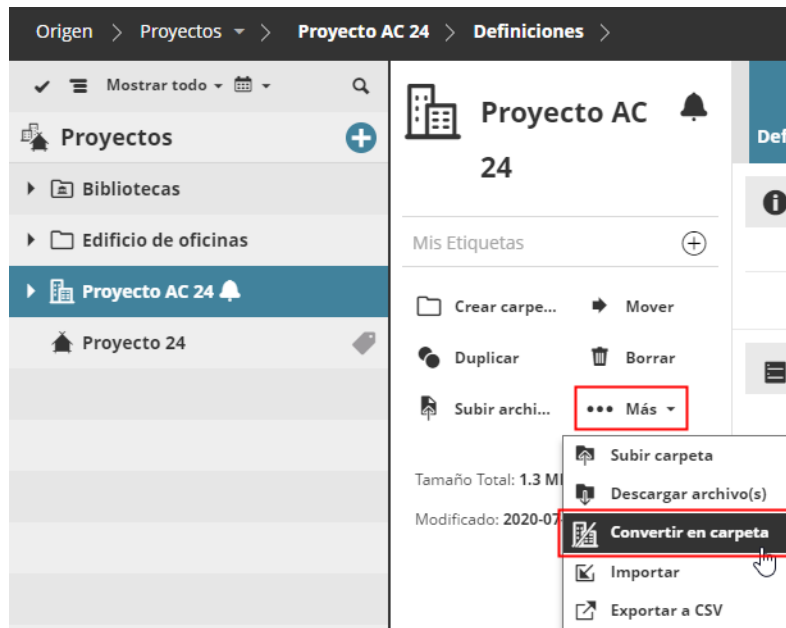 Origen > Proyectos > Proyecto AC 24 > Definiciones >
Mostrar todo
Proyectos
Bibliotecas
Edificio de oficinas
Proyecto AC 24
Proyecto 24
Proyecto AC
24
Mis Etiquetas
Crear carpe... Mover
Duplicar Borrar
Subir archi... Más
Tamaño Total: 1.3
Modificado: 2020-07
Subir carpeta
Descargar archivo(s)
Convertir en carpeta
Importar
Exportar a CSV
Def